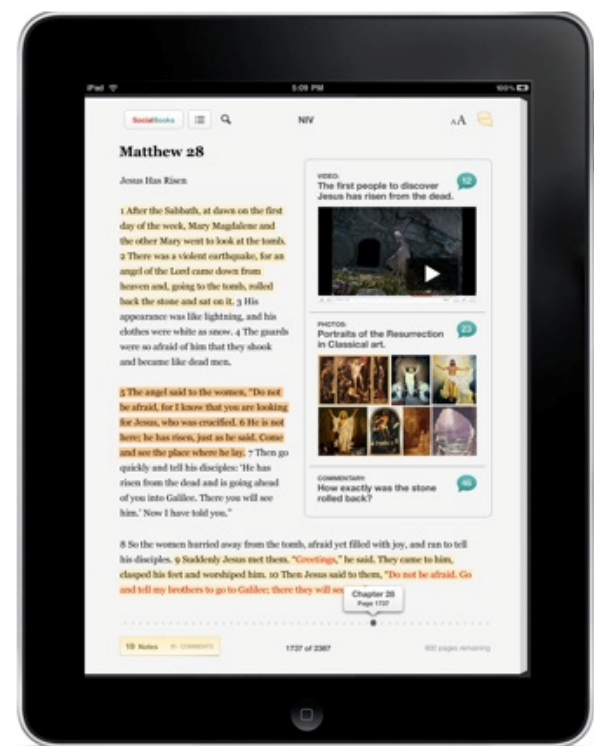 iPad
5:09 PM
100%
SocialBooks
NIV
AA
Matthew 28
Jesus Has Risen
1 After the Sabbath, at dawn on the first
day of the week, Mary Magdalene and
the other Mary went to look at the tomb.
2 There was a violent earthquake, for an
angel of the Lord came down from
heaven and, going to the tomb, rolled
back the stone and sat on it. 3 His
appearance was like lightning, and his
clothes were white as snow. 4 The guards
were so afraid of him that they shook
and became like dead men.
5 The angel said to the women, "Do not
be afraid, for I know that you are looking
for Jesus, who was crucified. 6 He is not
here; he has risen, just as he said. Come
and see the place where he lay. 7 Then go
quickly and tell his disciples: 'He has
risen from the dead and is going ahead
of you into Galilee. There you will see
him.' Now I have told you."
VIDEO:
The first people to discover
Jesus has risen from the dead.
12
PHOTOS:
Portraits of the Resurrection
in Classical art.
23
COMMENTARY:
How exactly was the stone
rolled back?
46
8 So the women hurried away from the tomb, afraid yet filled with joy, and ran to tell
his disciples. 9 Suddenly Jesus met them. "Greetings," he said. They came to him,
clasped his feet and worshiped him. 10 Then Jesus said to them, "Do not be afraid. Go
and tell my brothers to go to Galilee; there they will see
Chapter 28
Page 1737
19 Notes
COMMENTS
1737 of 2387
pages remaining